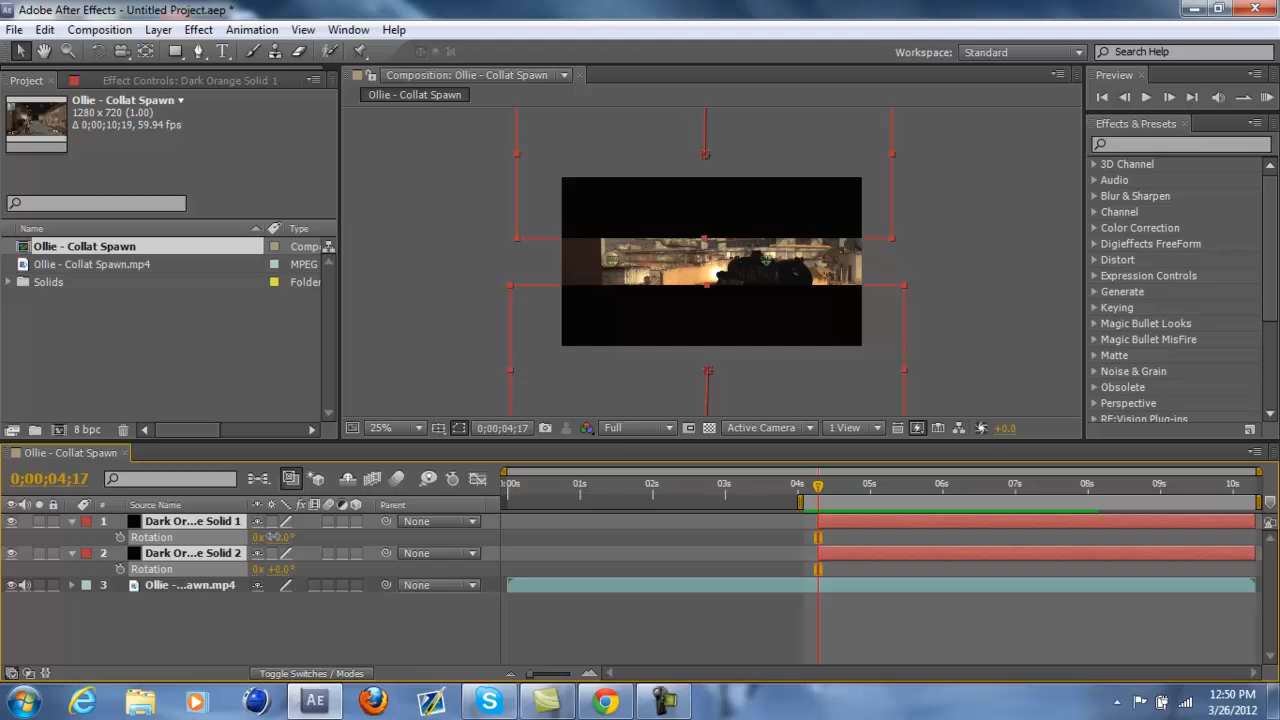 Adobe After Effects - Untitled Project.aep *
File Edit Composition Layer Effect Animation View Window Help
Workspace: Standard Search Help
Project Effect Controls: Dark Orange Solid 1
Composition: Ollie - Collat Spawn
Preview
Ollie - Collat Spawn
1280 x 720 (1.00)
Δ 0;00;10;19, 59.94 fps
Ollie - Collat Spawn
Effects & Presets
3D Channel
Audio
Blur & Sharpen
Channel
Color Correction
Digieffects FreeForm
Distort
Expression Controls
Generate
Keying
Magic Bullet Looks
Magic Bullet MisFire
Matte
Noise & Grain
Obsolete
Perspective
RE:Vision Plug-ins
Name Type
Ollie - Collat Spawn Comp
Ollie - Collat Spawn.mp4 MPEG
Solids Folder
8 bpc
25% 0;00;04;17 Full Active Camera 1 View +0.0
Ollie - Collat Spawn
0;00;04;17
:00s 01s 02s 03s 04s 05s 06s 07s 08s 09s 10s
# Source Name Parent
1 Dark Or...e Solid 1 None
Rotation 0x
2 Dark Or...e Solid 2 None
Rotation 0x +0.0°
3 Ollie -...awn.mp4 None
Toggle Switches / Modes
12:50 PM
3/26/2012